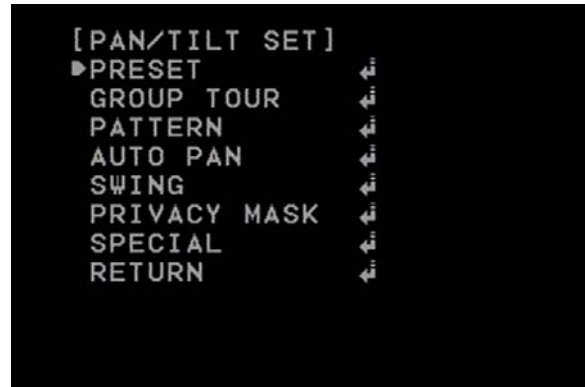 [PAN/TILT SET]
PRESET
GROUP TOUR
PATTERN
AUTO PAN
SWING
PRIVACY MASK
SPECIAL
RETURN